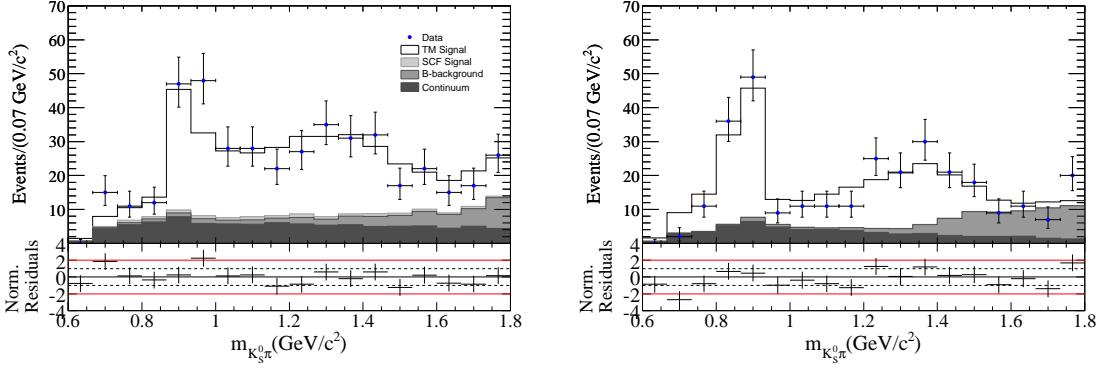 70
60
50
40
30
20
10
Events/(0.07 GeV/c²)
Data
TM Signal
SCF Signal
B-background
Continuum
4
2
0
-2
-4
Norm.
Residuals
0.6 0.8 1 1.2 1.4 1.6 1.8
m_{K_S^0π}(GeV/c²)
70
60
50
40
30
20
10
Events/(0.07 GeV/c²)
4
2
0
-2
-4
Norm.
Residuals
0.6 0.8 1 1.2 1.4 1.6 1.8
m_{K_S^0π}(GeV/c²)